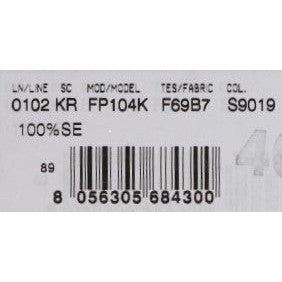 LN/LINE SC MOD/MODEL TES/FABRIC COL.
0102 KR FP104K F69B7 S9019
100%SE
89
8 056305 684300